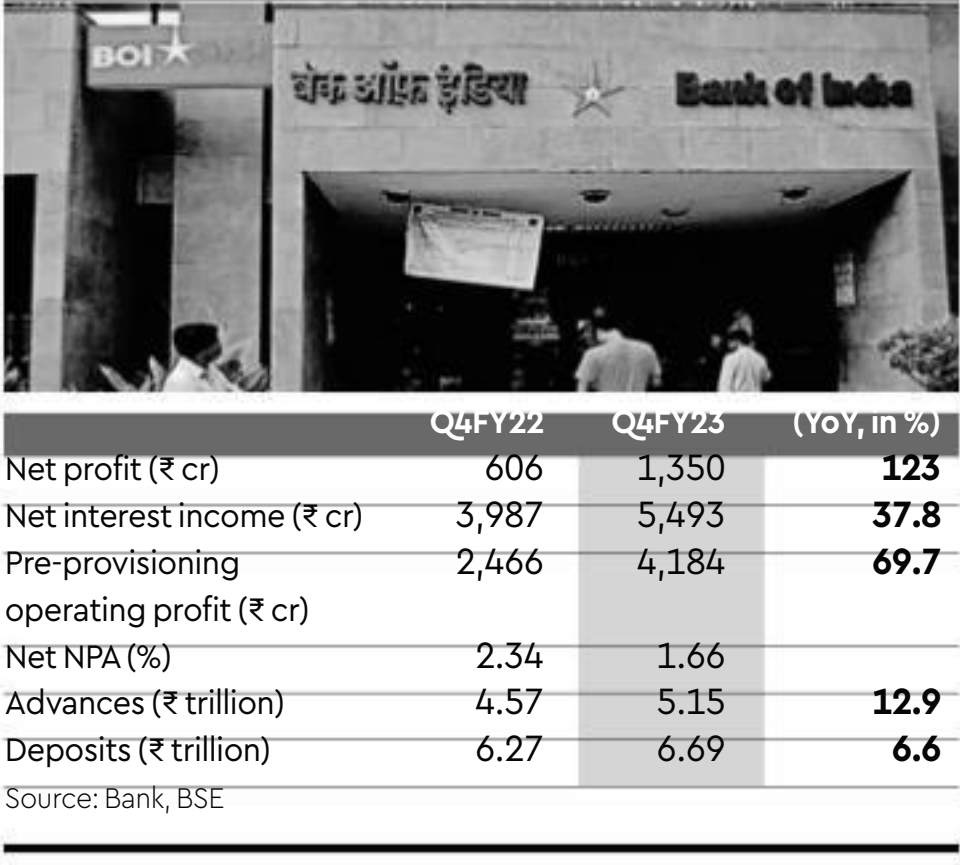 BOI
बैंक ऑफ़ इंडिया Bank of India
Q4FY22 Q4FY23 (YoY, in %)
Net profit (₹ cr) 606 1,350 123
Net interest income (₹ cr) 3,987 5,493 37.8
Pre-provisioning 2,466 4,184 69.7
operating profit (₹ cr)
Net NPA (%) 2.34 1.66
Advances (₹ trillion) 4.57 5.15 12.9
Deposits (₹ trillion) 6.27 6.69 6.6
Source: Bank, BSE